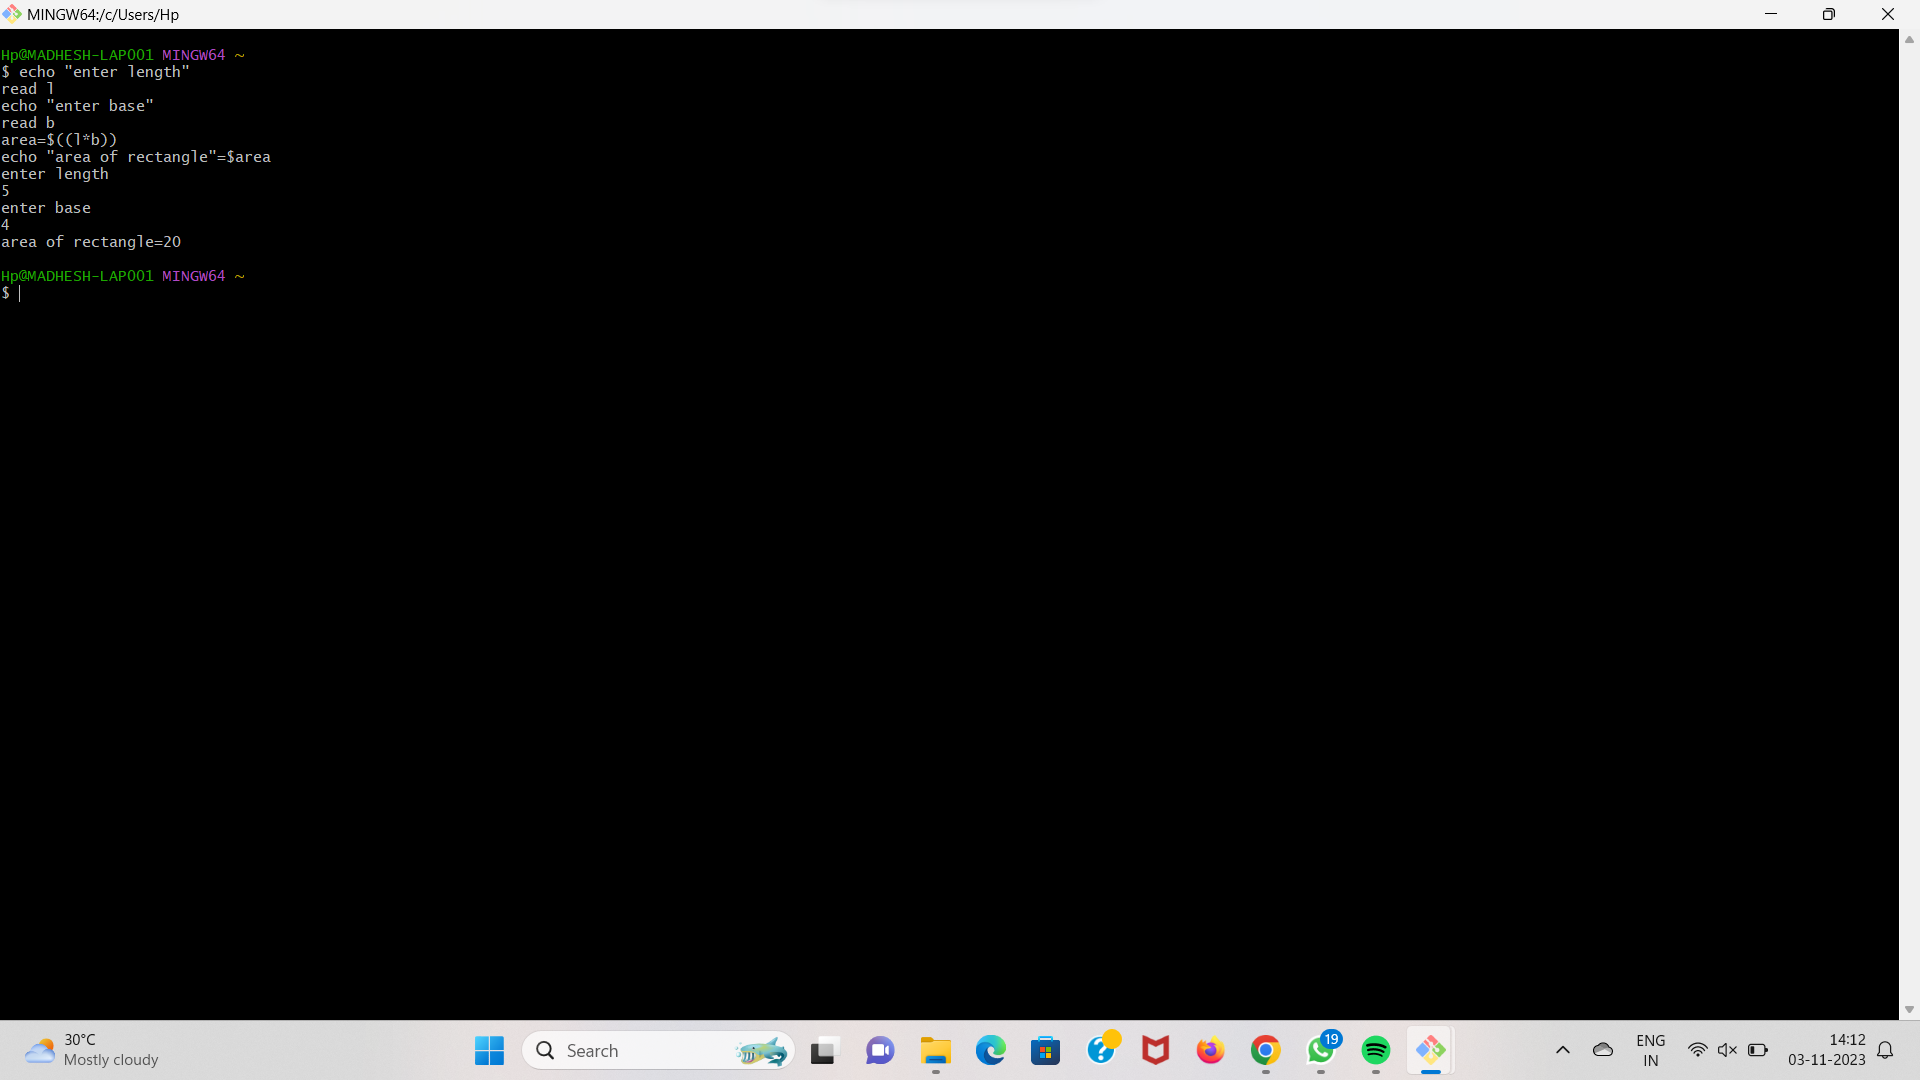 MINGW64:/c/Users/Hp
Hp@MADHESH-LAP001 MINGW64 ~
$ echo "enter length"
read l
echo "enter base"
read b
area=$((l*b))
echo "area of rectangle"=$area
enter length
5
enter base
4
area of rectangle=20
Hp@MADHESH-LAP001 MINGW64 ~
$
30°C
Mostly cloudy
Search
19
ENG
IN
14:12
03-11-2023